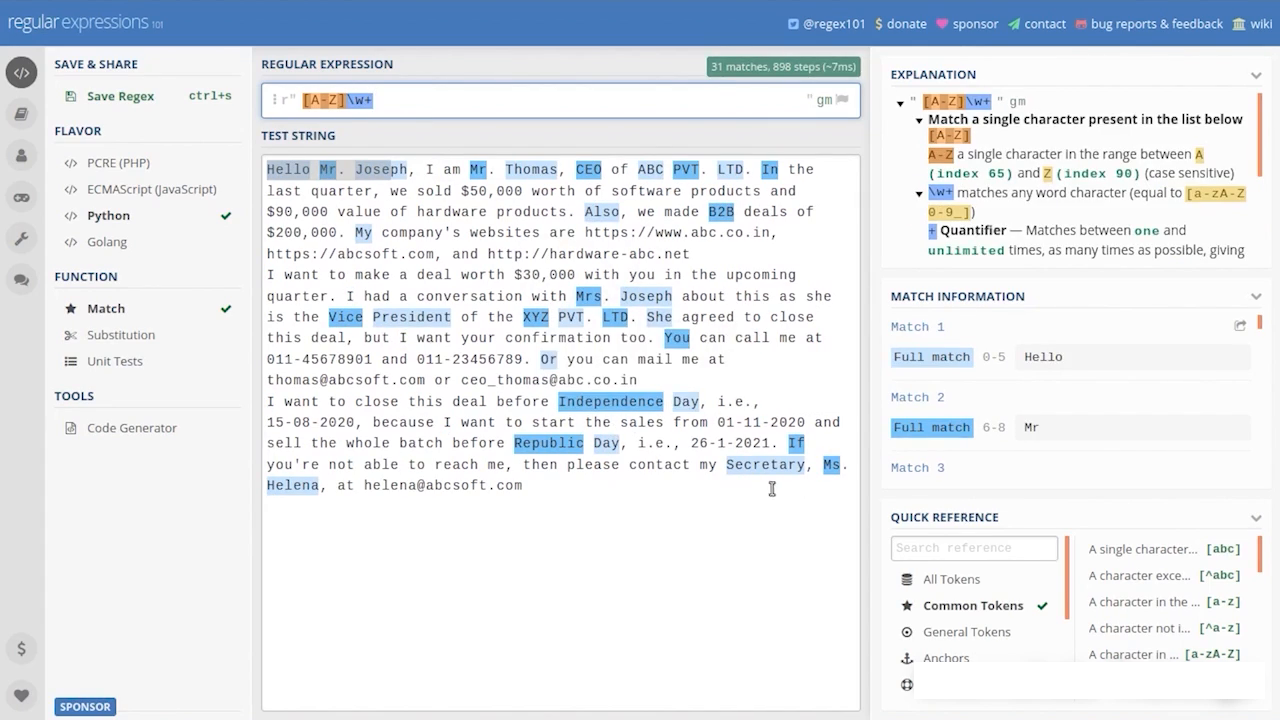 regular expressions 101
@regex101
$ donate
sponsor
contact
bug reports & feedback
wiki
SAVE & SHARE
Save Regex ctrl+s
FLAVOR
PCRE (PHP)
ECMAScript (JavaScript)
Python
Golang
FUNCTION
Match
Substitution
Unit Tests
TOOLS
Code Generator
SPONSOR
REGULAR EXPRESSION
31 matches, 898 steps (~7ms)
r" [A-Z]\w+ " gm
TEST STRING
Hello Mr. Joseph, I am Mr. Thomas, CEO of ABC PVT. LTD. In the
last quarter, we sold $50,000 worth of software products and
$90,000 value of hardware products. Also, we made B2B deals of
$200,000. My company's websites are https://www.abc.co.in,
https://abcsoft.com, and http://hardware-abc.net
I want to make a deal worth $30,000 with you in the upcoming
quarter. I had a conversation with Mrs. Joseph about this as she
is the Vice President of the XYZ PVT. LTD. She agreed to close
this deal, but I want your confirmation too. You can call me at
011-45678901 and 011-23456789. Or you can mail me at
thomas@abcsoft.com or ceo_thomas@abc.co.in
I want to close this deal before Independence Day, i.e.,
15-08-2020, because I want to start the sales from 01-11-2020 and
sell the whole batch before Republic Day, i.e., 26-1-2021. If
you're not able to reach me, then please contact my Secretary, Ms.
Helena, at helena@abcsoft.com
EXPLANATION
" [A-Z]\w+ " gm
Match a single character present in the list below
[A-Z]
A-Z a single character in the range between A
(index 65) and Z (index 90) (case sensitive)
\w+ matches any word character (equal to [a-zA-Z
0-9_])
+ Quantifier — Matches between one and
unlimited times, as many times as possible, giving
MATCH INFORMATION
Match 1
Full match 0-5 Hello
Match 2
Full match 6-8 Mr
Match 3
QUICK REFERENCE
Search reference
All Tokens
Common Tokens
General Tokens
Anchors
A single character... [abc]
A character exce... [^abc]
A character in the ... [a-z]
A character not i... [^a-z]
A character in ... [a-zA-Z]
$